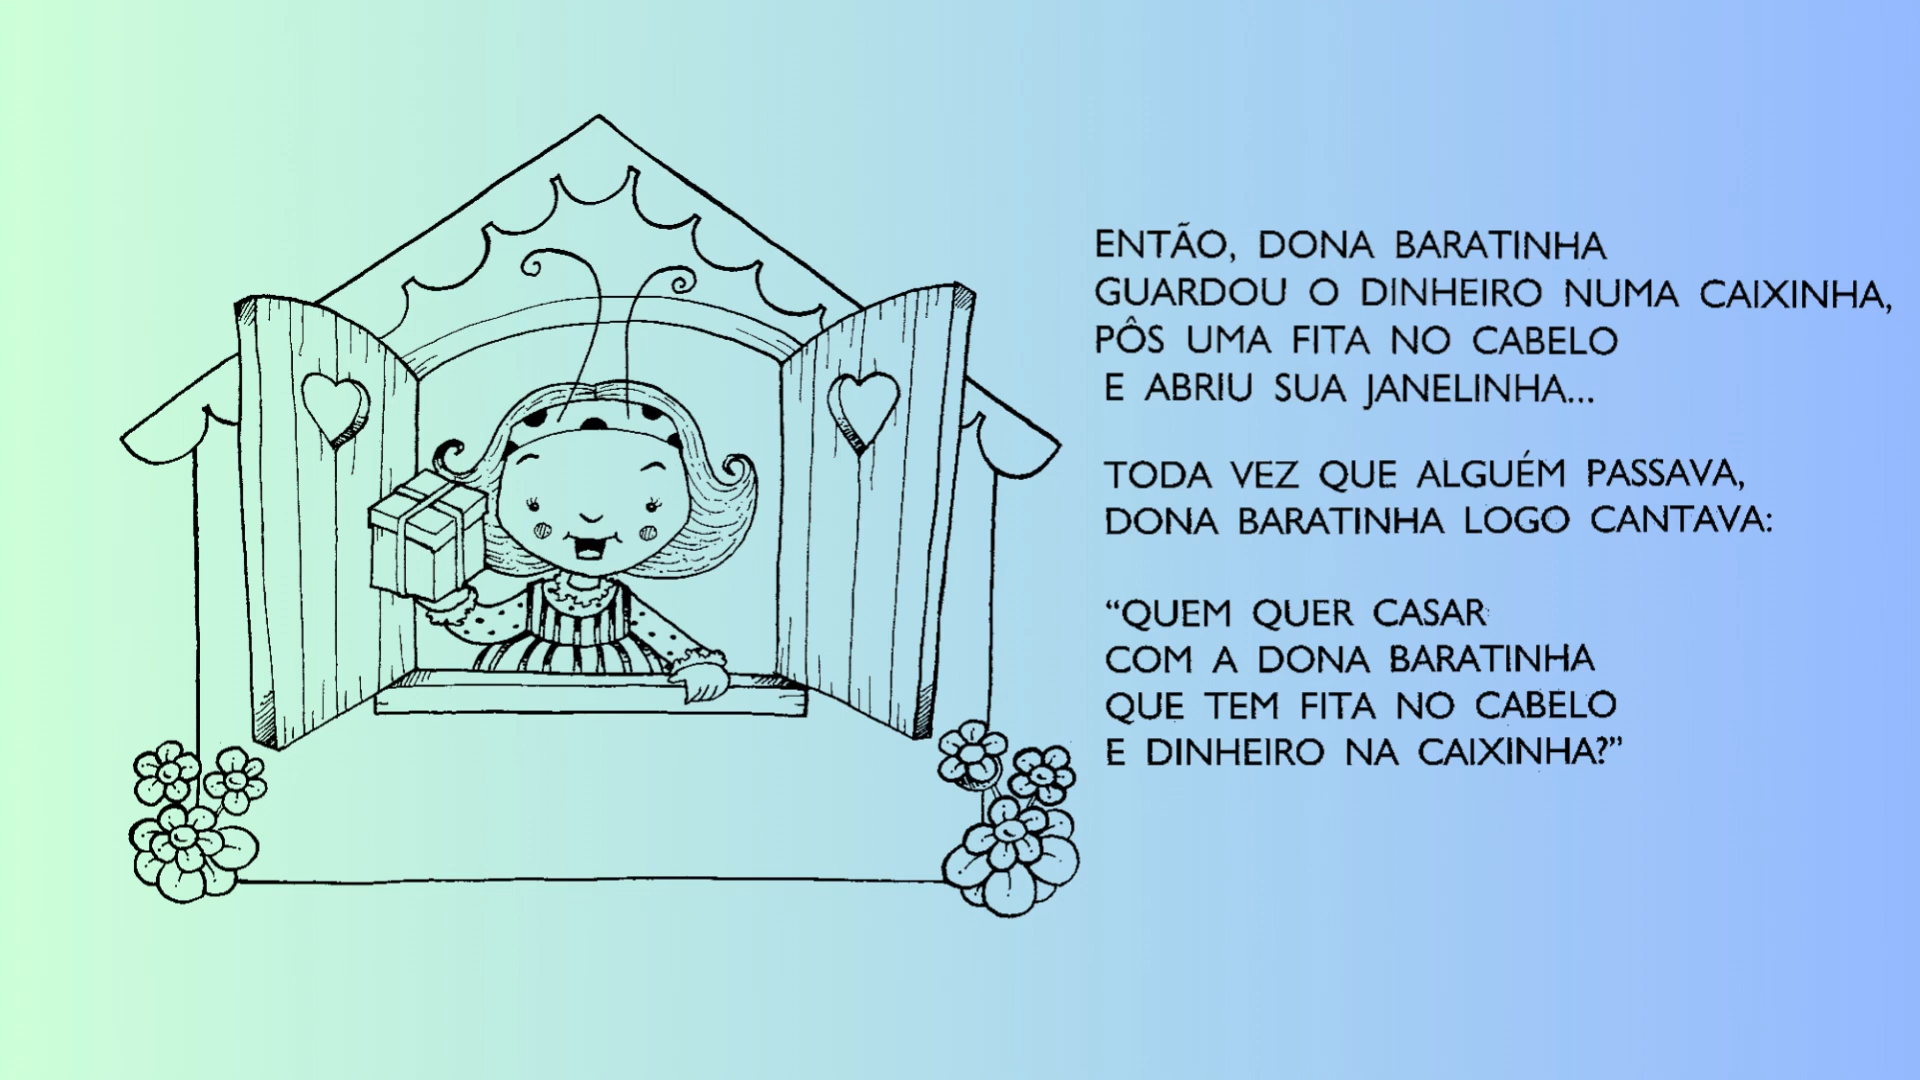 ENTÃO, DONA BARATINHA
GUARDOU O DINHEIRO NUMA CAIXINHA,
PÔS UMA FITA NO CABELO
E ABRIU SUA JANELINHA...
TODA VEZ QUE ALGUÉM PASSAVA,
DONA BARATINHA LOGO CANTAVA:
“QUEM QUER CASAR
COM A DONA BARATINHA
QUE TEM FITA NO CABELO
E DINHEIRO NA CAIXINHA?”